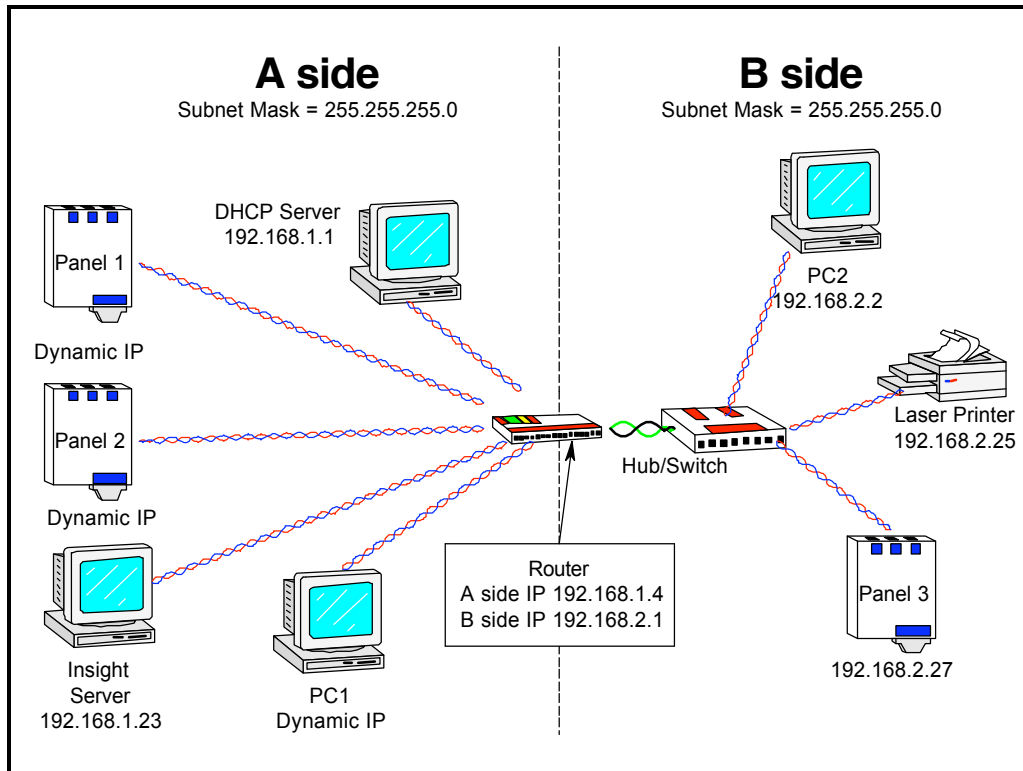 A side
Subnet Mask = 255.255.255.0
B side
Subnet Mask = 255.255.255.0
Panel 1
Dynamic IP
DHCP Server
192.168.1.1
Panel 2
Dynamic IP
Insight
Server
192.168.1.23
PC1
Dynamic IP
Router
A side IP 192.168.1.4
B side IP 192.168.2.1
Hub/Switch
PC2
192.168.2.2
Laser Printer
192.168.2.25
Panel 3
192.168.2.27